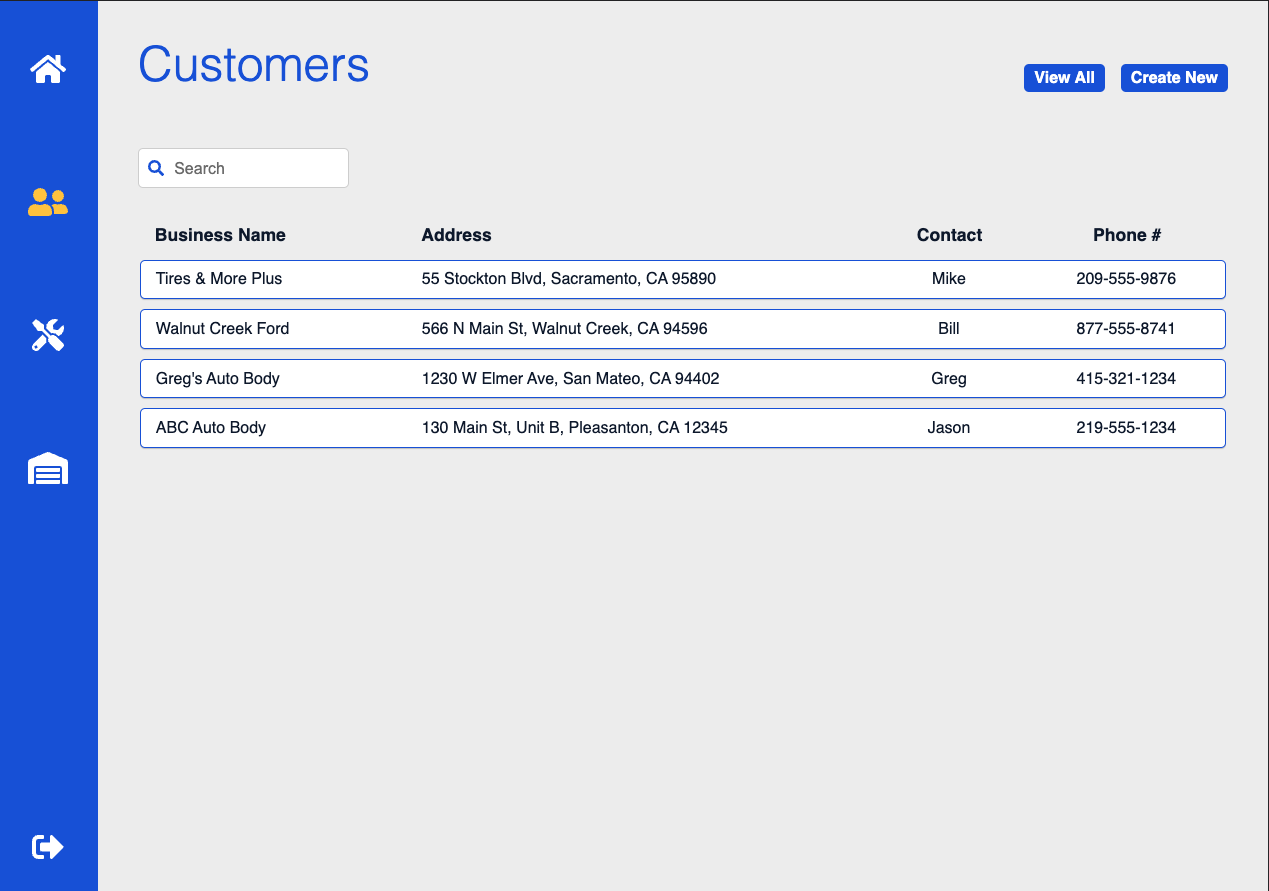 Customers
View All Create New
Search
Business Name Address Contact Phone #
Tires & More Plus 55 Stockton Blvd, Sacramento, CA 95890 Mike 209-555-9876
Walnut Creek Ford 566 N Main St, Walnut Creek, CA 94596 Bill 877-555-8741
Greg's Auto Body 1230 W Elmer Ave, San Mateo, CA 94402 Greg 415-321-1234
ABC Auto Body 130 Main St, Unit B, Pleasanton, CA 12345 Jason 219-555-1234